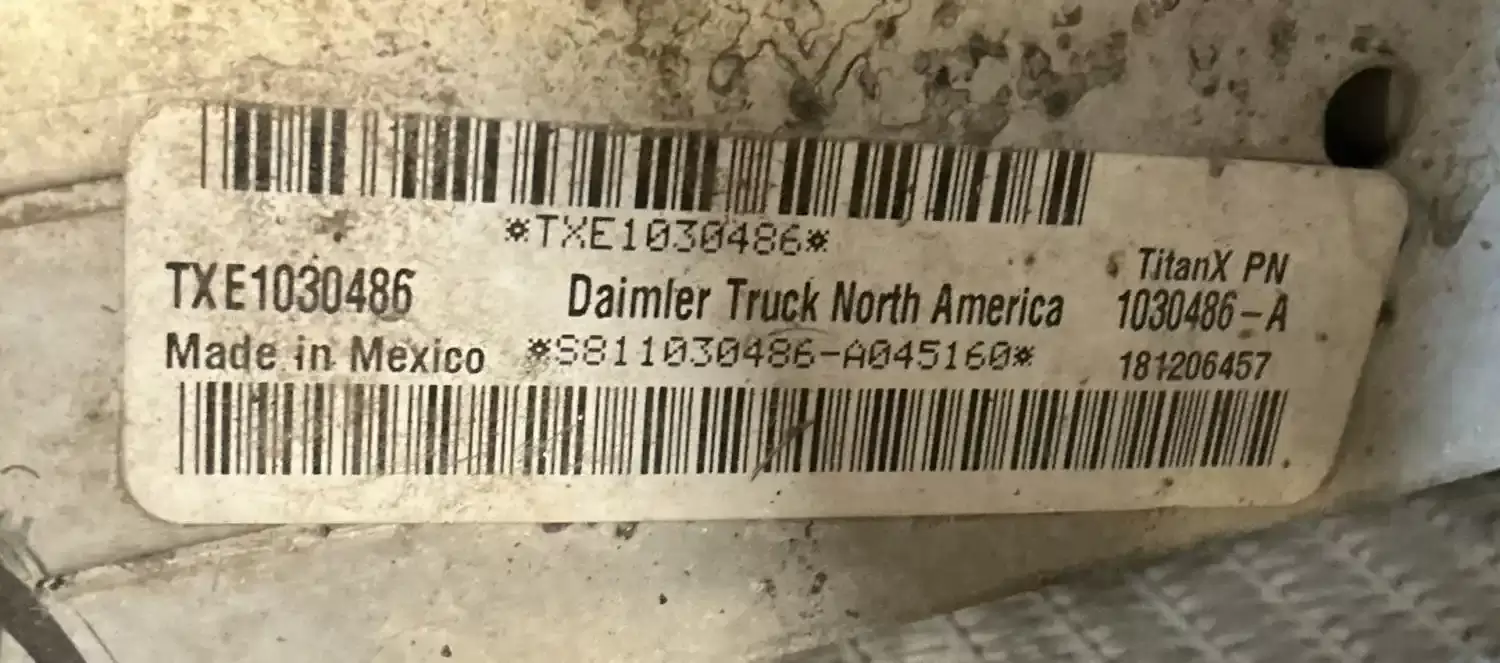 *TXE1030486*
TXE1030486 Daimler Truck North America TitanX PN
1030486-A
Made in Mexico *S811030486-A045160* 181206457